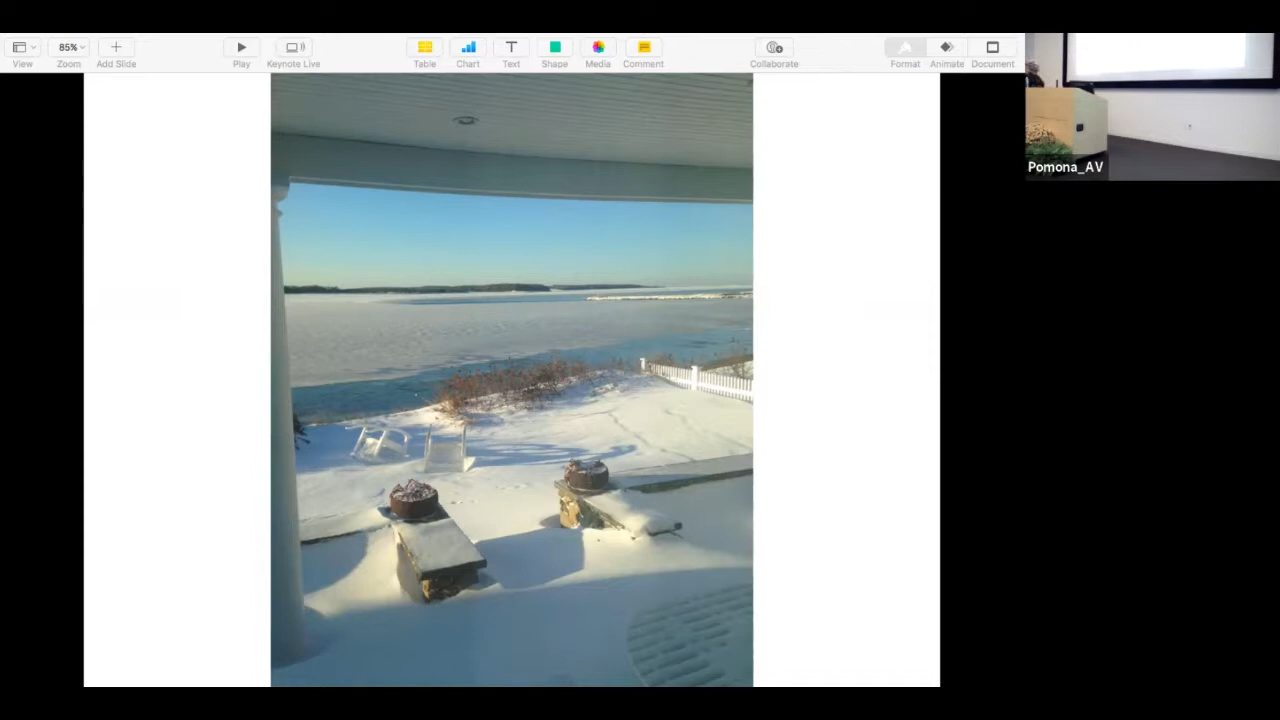 85%
View Zoom Add Slide Play Keynote Live Table Chart Text Shape Media Comment Collaborate Format Animate Document
Pomona_AV